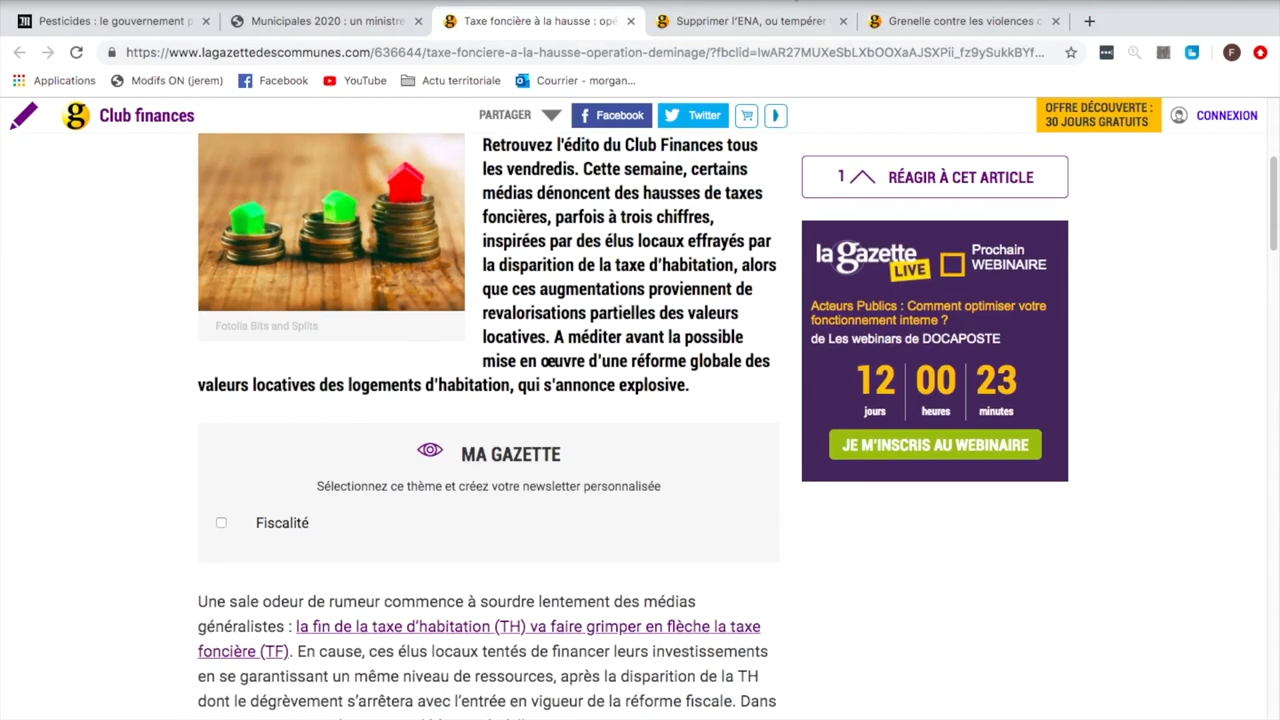 Pesticides : le gouvernement p
Municipales 2020 : un ministre
Taxe foncière à la hausse : opé
Supprimer l'ENA, ou tempérer
Grenelle contre les violences c
https://www.lagazettedescommunes.com/636644/taxe-fonciere-a-la-hausse-operation-deminage/?fbclid=IwAR27MUXeSbLXbOOXaAJSXPii_fz9ySukkBYf...
F
Applications
Modifs ON (jerem)
Facebook
YouTube
Actu territoriale
Courrier - morgan...
g Club finances
PARTAGER
Facebook
Twitter
OFFRE DÉCOUVERTE :
30 JOURS GRATUITS
CONNEXION
Retrouvez l'édito du Club Finances tous
les vendredis. Cette semaine, certains
médias dénoncent des hausses de taxes
foncières, parfois à trois chiffres,
inspirées par des élus locaux effrayés par
la disparition de la taxe d'habitation, alors
que ces augmentations proviennent de
revalorisations partielles des valeurs
locatives. A méditer avant la possible
mise en œuvre d'une réforme globale des
valeurs locatives des logements d'habitation, qui s'annonce explosive.
Fotolia Bits and Splits
1 RÉAGIR À CET ARTICLE
la gazette
LIVE
Prochain
WEBINAIRE
Acteurs Publics : Comment optimiser votre
fonctionnement interne ?
de Les webinars de DOCAPOSTE
12 00 23
jours heures minutes
JE M'INSCRIS AU WEBINAIRE
MA GAZETTE
Sélectionnez ce thème et créez votre newsletter personnalisée
Fiscalité
Une sale odeur de rumeur commence à sourdre lentement des médias
généralistes : la fin de la taxe d'habitation (TH) va faire grimper en flèche la taxe
foncière (TF). En cause, ces élus locaux tentés de financer leurs investissements
en se garantissant un même niveau de ressources, après la disparition de la TH
dont le dégrèvement s'arrêtera avec l'entrée en vigueur de la réforme fiscale. Dans